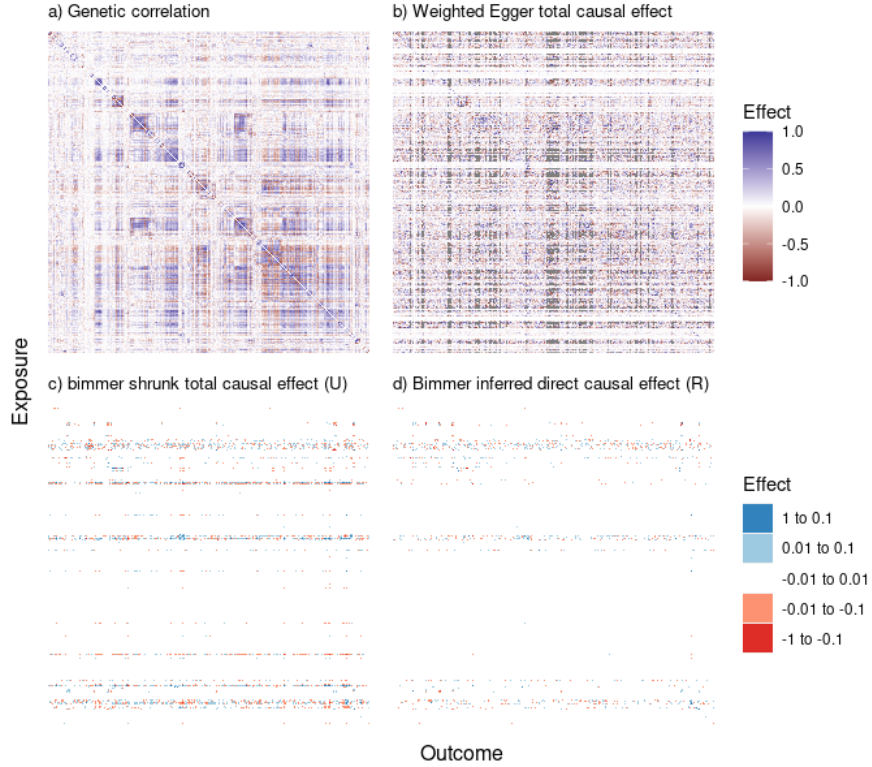 a) Genetic correlation
b) Weighted Egger total causal effect
Effect
1.0
0.5
0.0
-0.5
-1.0
Exposure
c) bimmer shrunk total causal effect (U)
d) Bimmer inferred direct causal effect (R)
Effect
1 to 0.1
0.01 to 0.1
-0.01 to 0.01
-0.01 to -0.1
-1 to -0.1
Outcome